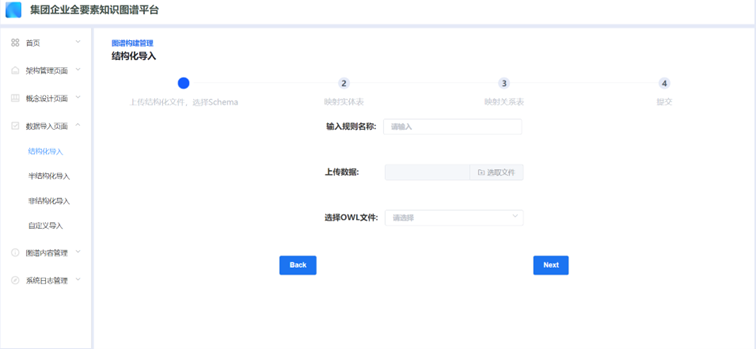 集团企业全要素知识图谱平台
首页
架构管理页面
概念设计页面
数据导入页面
结构化导入
半结构化导入
非结构化导入
自定义导入
图谱内容管理
系统日志管理
图谱构建管理
结构化导入
2
3
4
上传结构化文件，选择Schema
映射实体表
映射关系表
提交
输入规则名称:
请输入
上传数据:
选取文件
选择OWL文件:
请选择
Back
Next